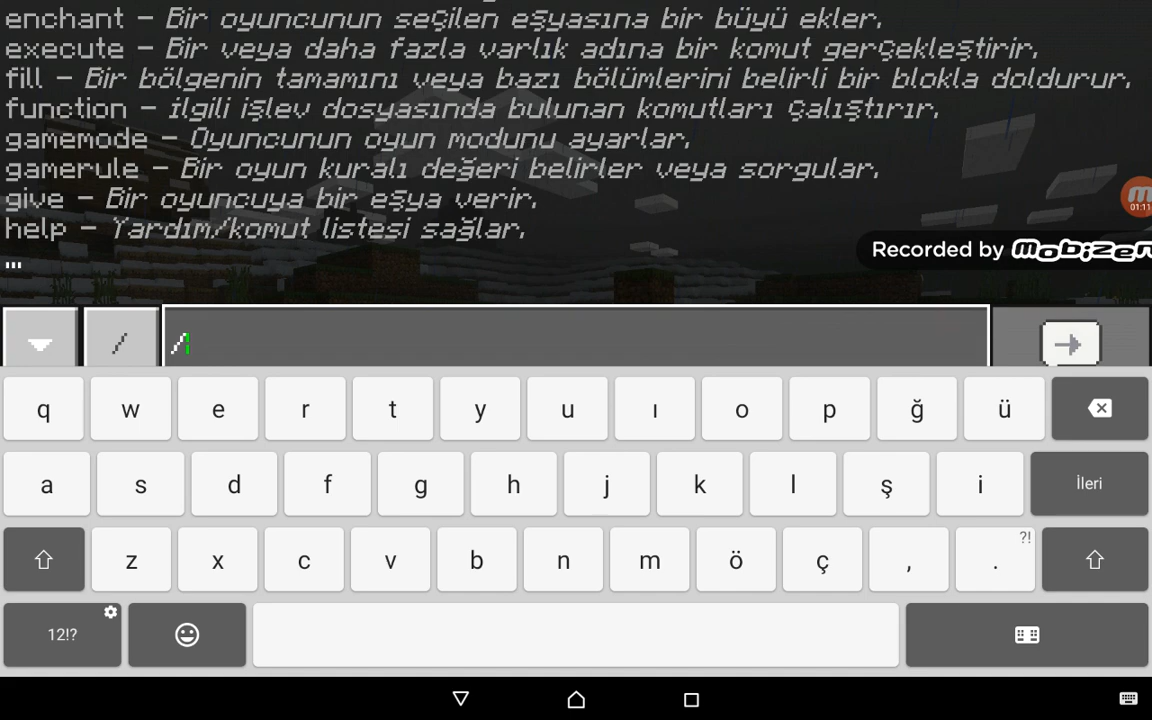 enchant - Bir oyuncunun seçilen eşyasına bir büyü ekler.
execute - Bir veya daha fazla varlık adına bir komut gerçekleştirir.
fill - Bir bölgenin tamamını veya bazı bölümlerini belirli bir blokla doldurur.
function - İlgili işlev dosyasında bulunan komutları çalıştırır.
gamemode - Oyuncunun oyun modunu ayarlar.
gamerule - Bir oyun kuralı değeri belirler veya sorgular.
give - Bir oyuncuya bir eşya verir.
01:11
help - Yardım/komut listesi sağlar.
Recorded by mobizen
...
/
/
q w e r t y u ı o p ğ ü
a s d f g h j k l ş i İleri
?!
z x c v b n m ö ç , .
12!?